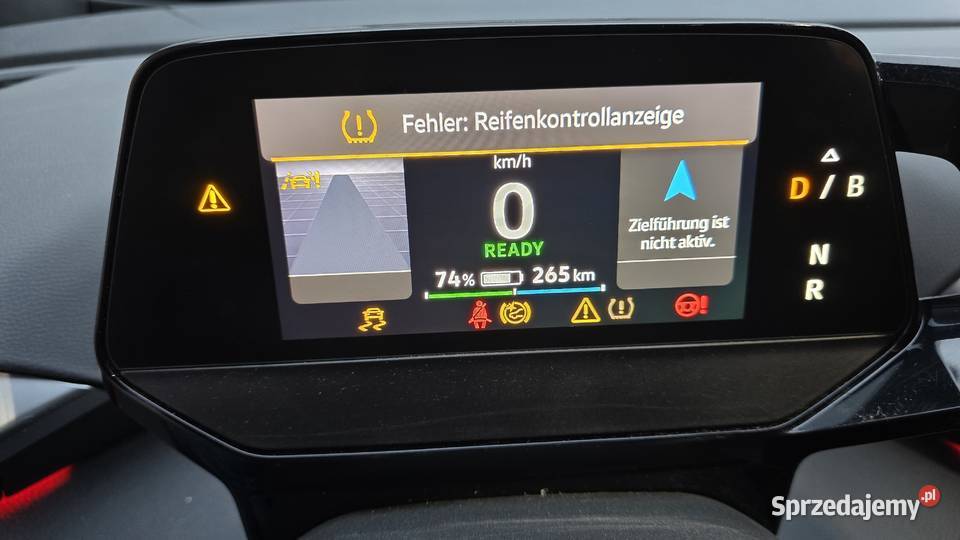 Fehler: Reifenkontrollanzeige
km/h
0
READY
74% 265 km
Zielführung ist
nicht aktiv.
D / B
N
R
Sprzedajemy.pl